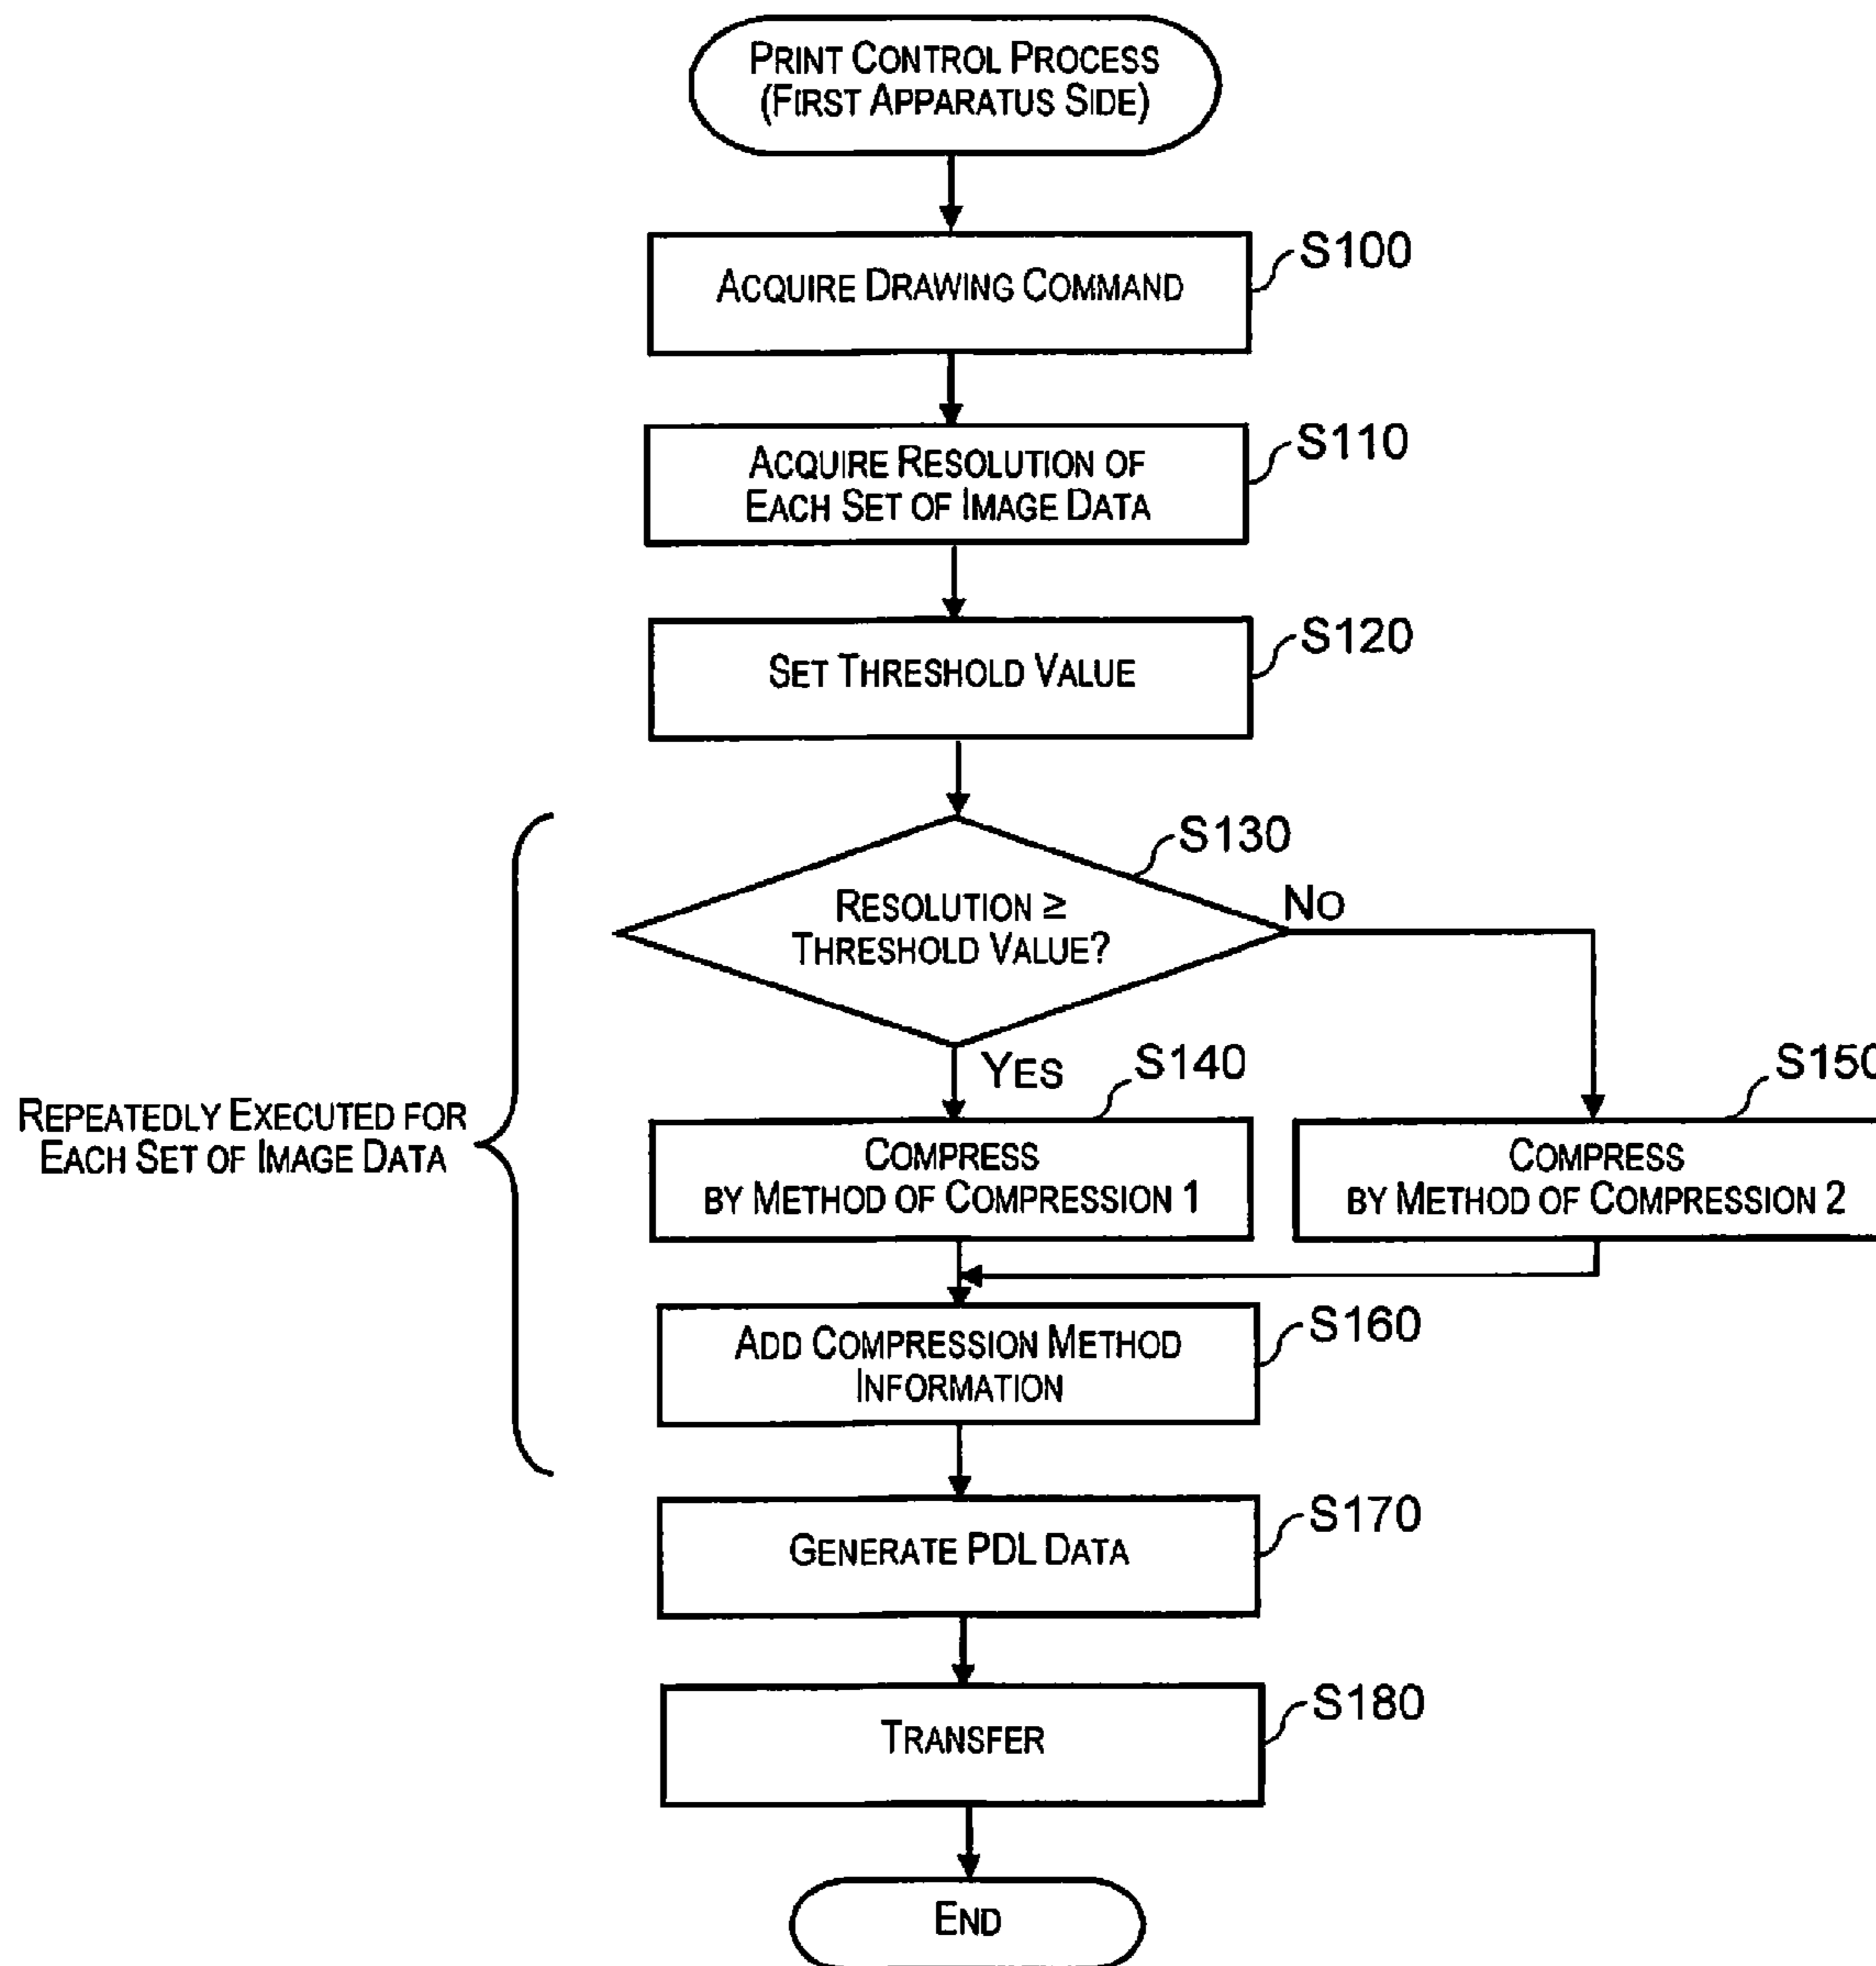 PRINT CONTROL PROCESS
(FIRST APPARATUS SIDE)
S100
ACQUIRE DRAWING COMMAND
S110
ACQUIRE RESOLUTION OF
EACH SET OF IMAGE DATA
S120
SET THRESHOLD VALUE
S130
RESOLUTION ≥
THRESHOLD VALUE?
NO
YES
S140
S150
REPEATEDLY EXECUTED FOR
EACH SET OF IMAGE DATA
COMPRESS
BY METHOD OF COMPRESSION 1
COMPRESS
BY METHOD OF COMPRESSION 2
S160
ADD COMPRESSION METHOD
INFORMATION
S170
GENERATE PDL DATA
S180
TRANSFER
END